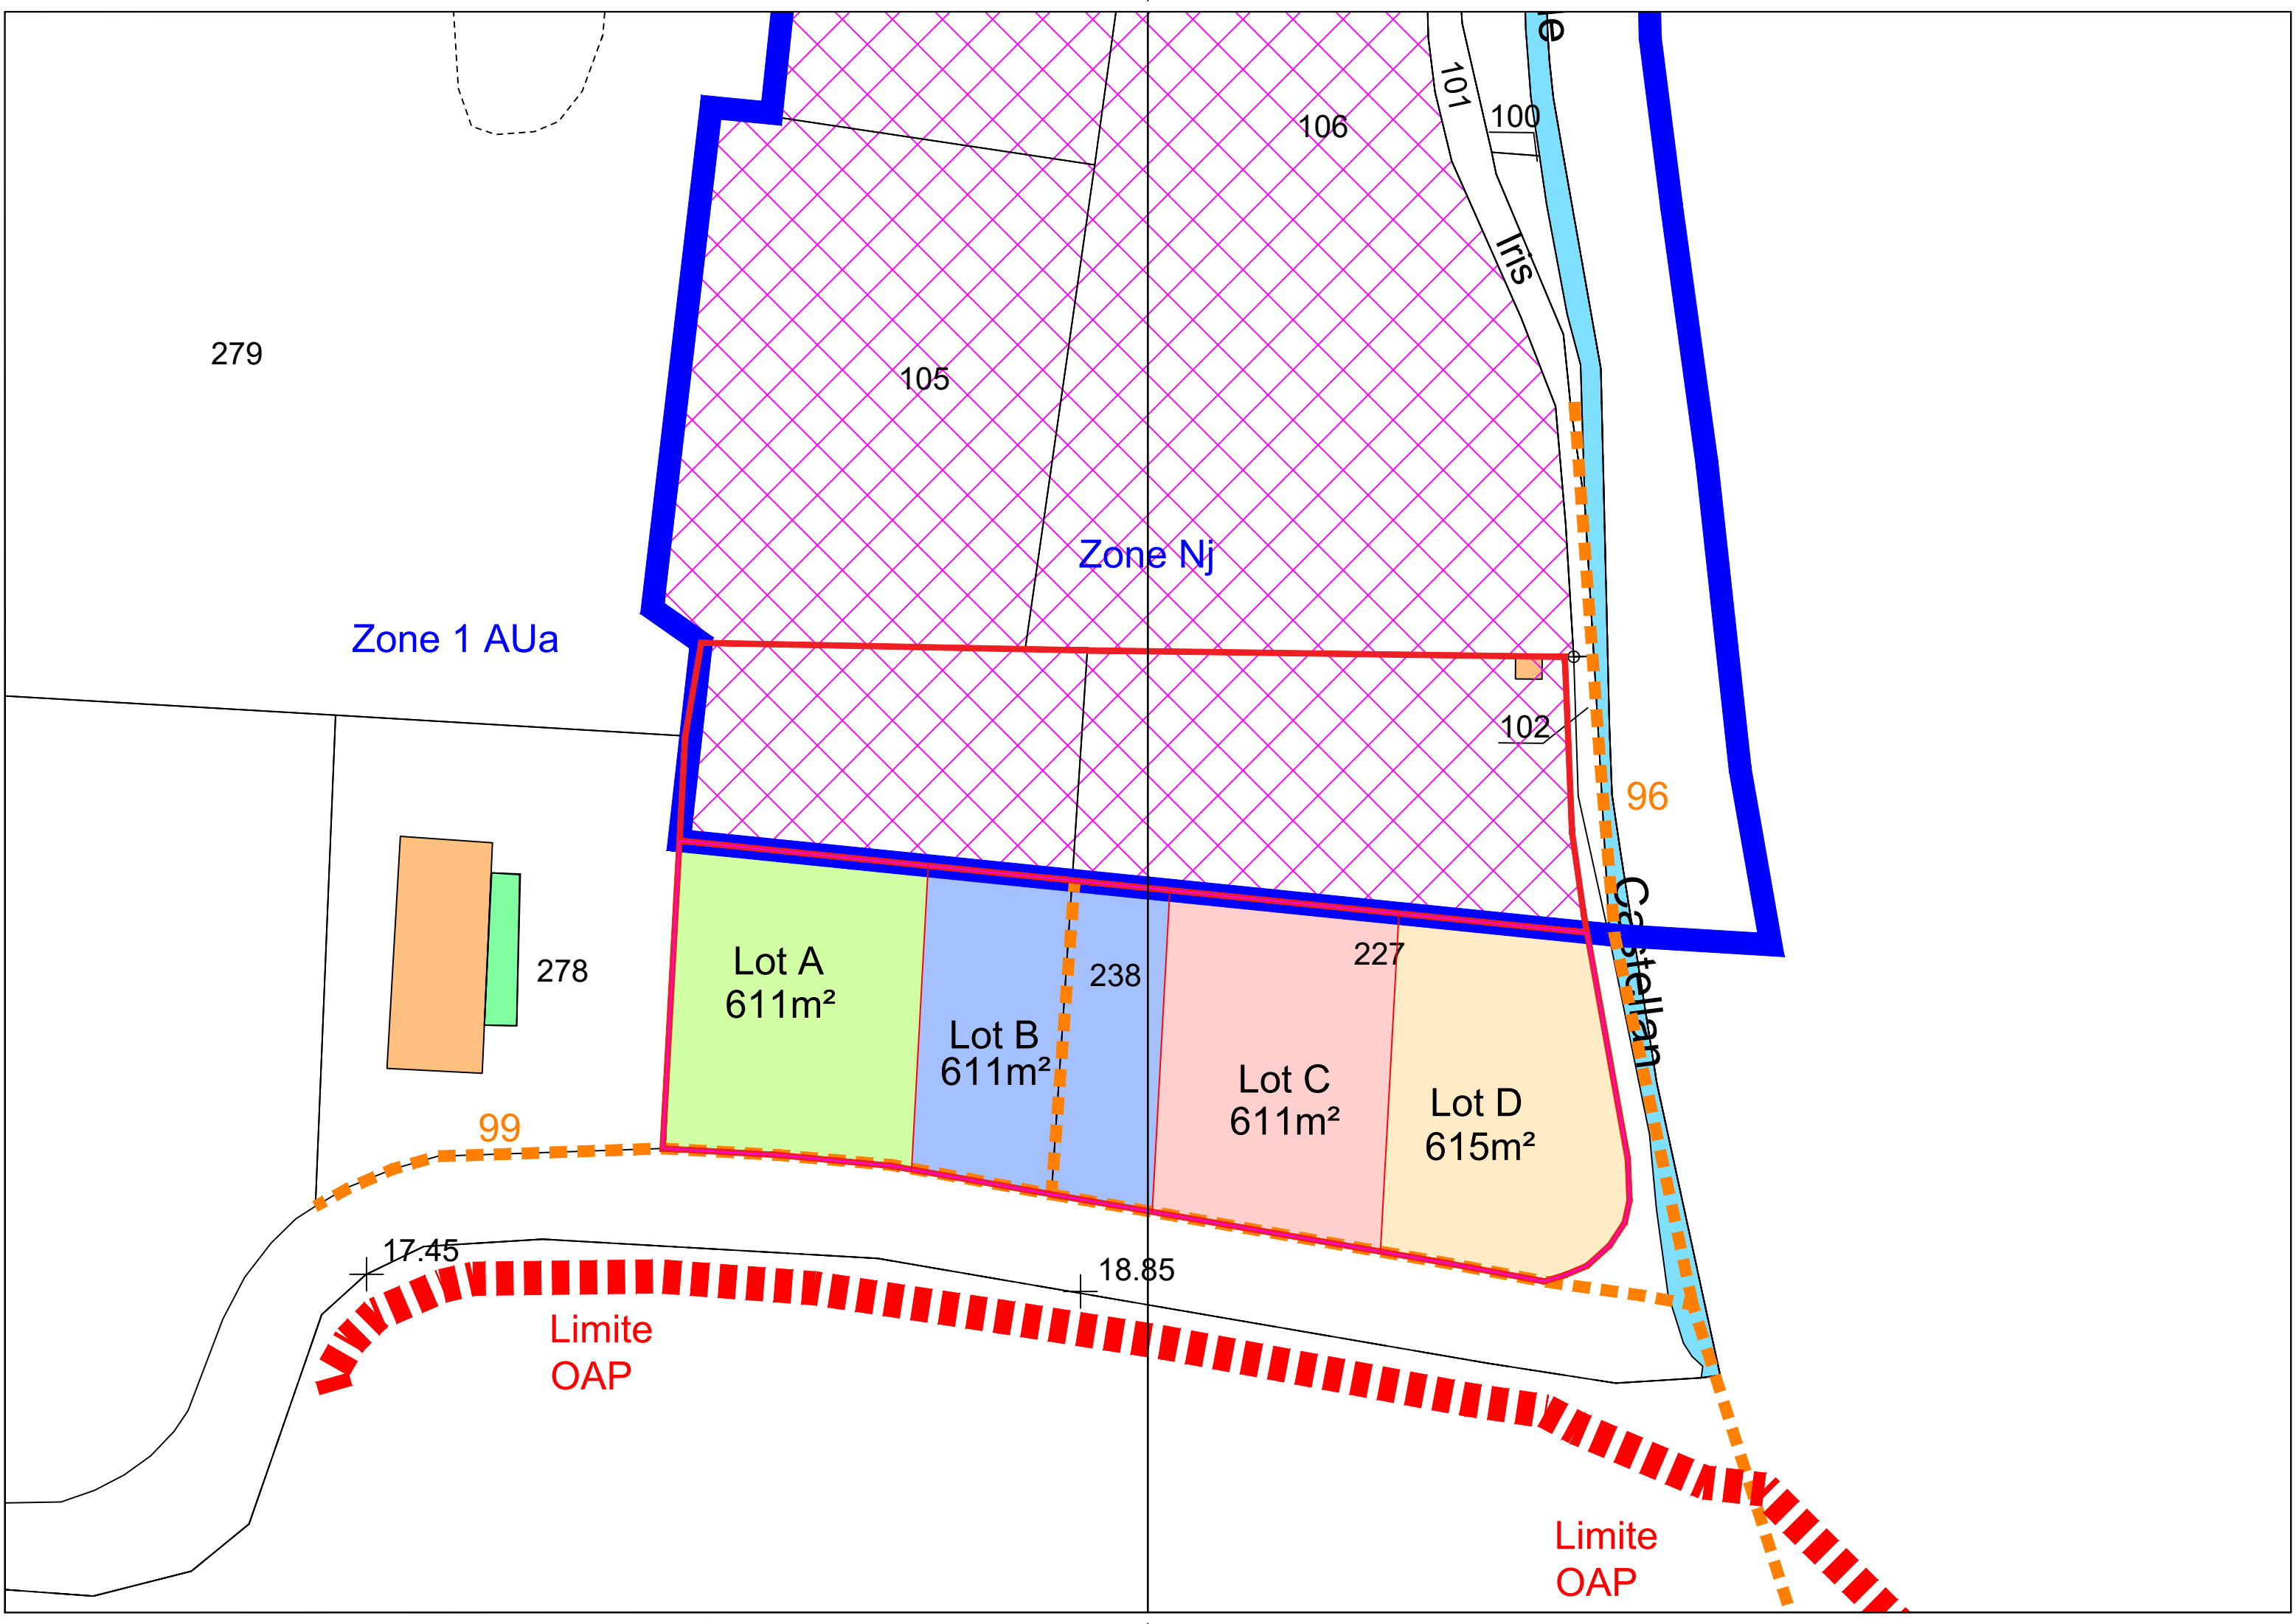 e
101
100
106
Iris
279
105
Zone Nj
Zone 1 AUa
102
96
Castellan
Lot A
611m²
227
278
238
Lot B
611m²
Lot C
611m²
Lot D
615m²
99
17.45
18.85
Limite
OAP
Limite
OAP